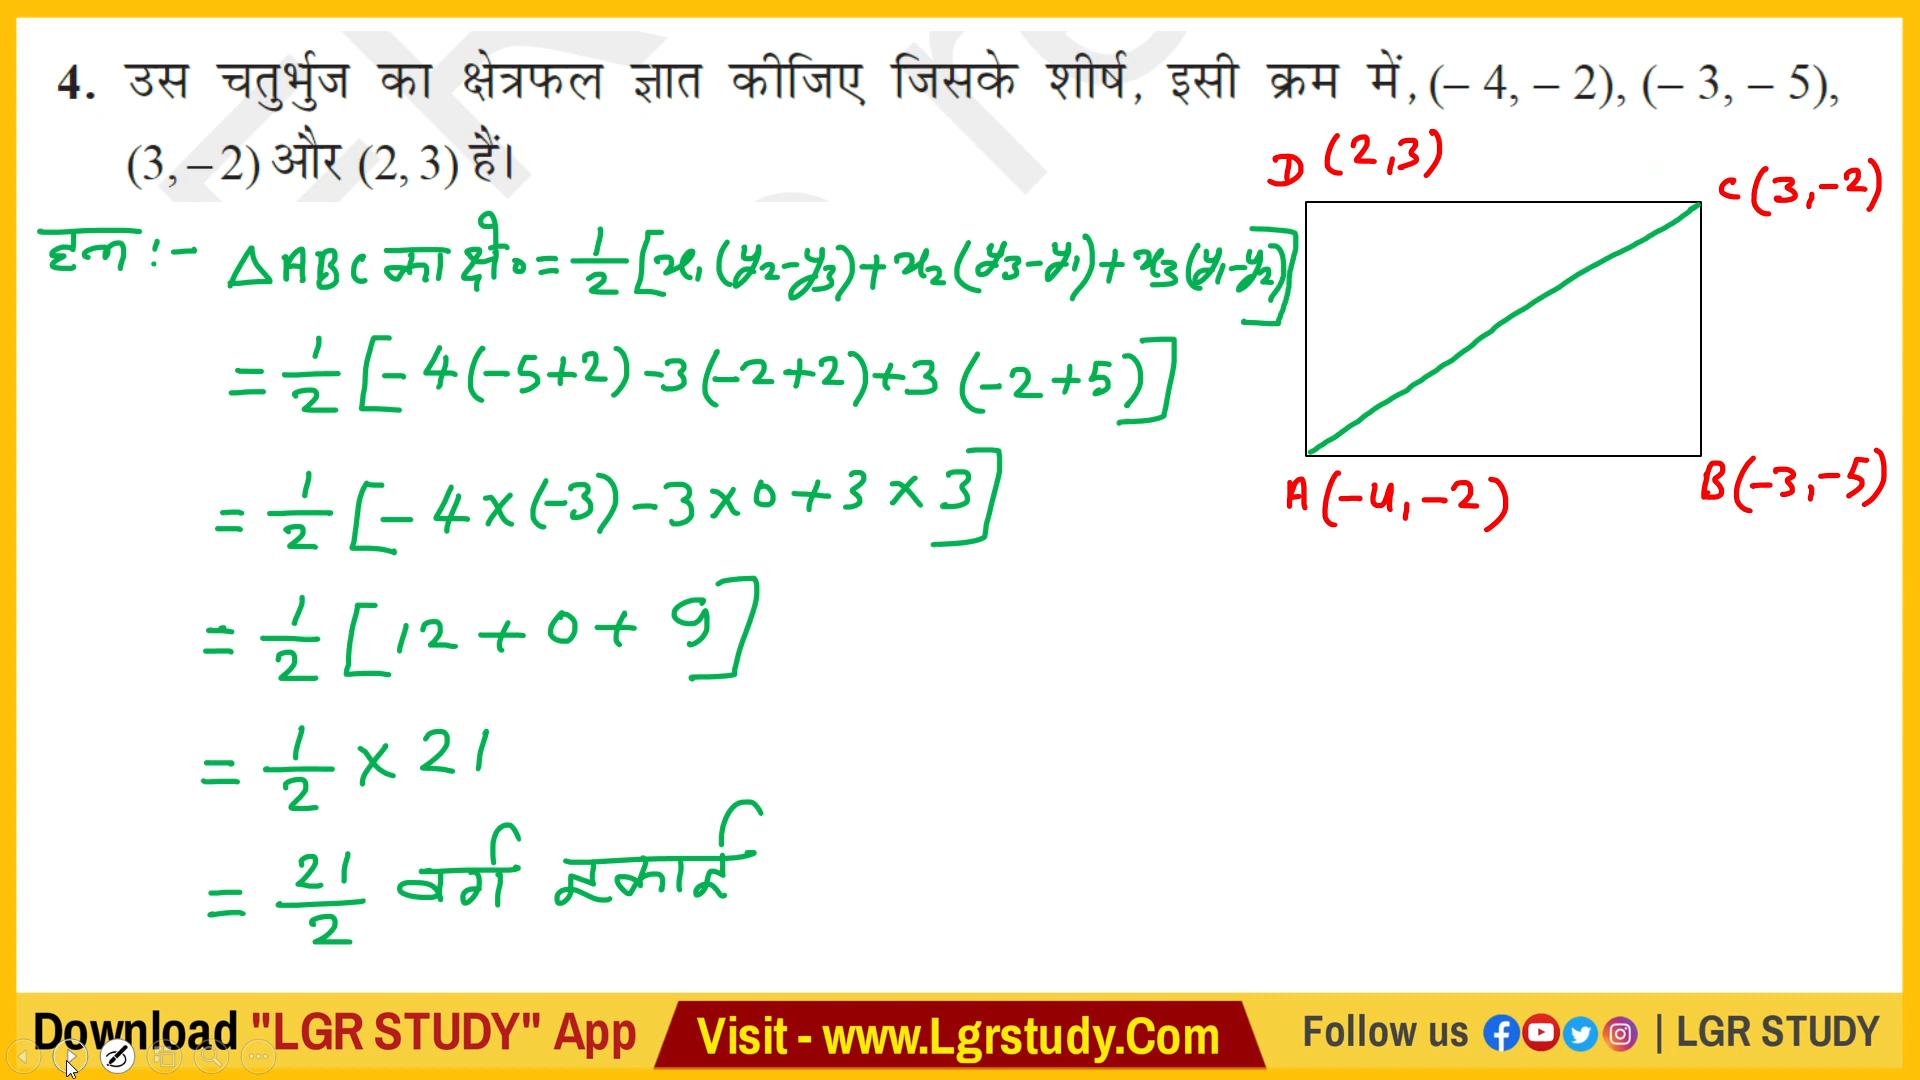 4. उस चतुर्भुज का क्षेत्रफल ज्ञात कीजिए जिसके शीर्ष, इसी क्रम में, (– 4, – 2), (– 3, – 5),
(3, – 2) और (2, 3) हैं।
D (2,3)
C (3,-2)
हल :- △ABC का क्षे० = 1/2 [x₁(y₂-y₃)+x₂(y₃-y₁)+x₃(y₁-y₂)]
= 1/2 [-4(-5+2)-3(-2+2)+3(-2+5)]
A (-4,-2)
B (-3,-5)
= 1/2 [-4×(-3)-3×0+3×3]
= 1/2 [12+0+9]
= 1/2 × 21
= 21/2 वर्ग इकाई
Download "LGR STUDY" App
Visit - www.Lgrstudy.Com
Follow us | LGR STUDY